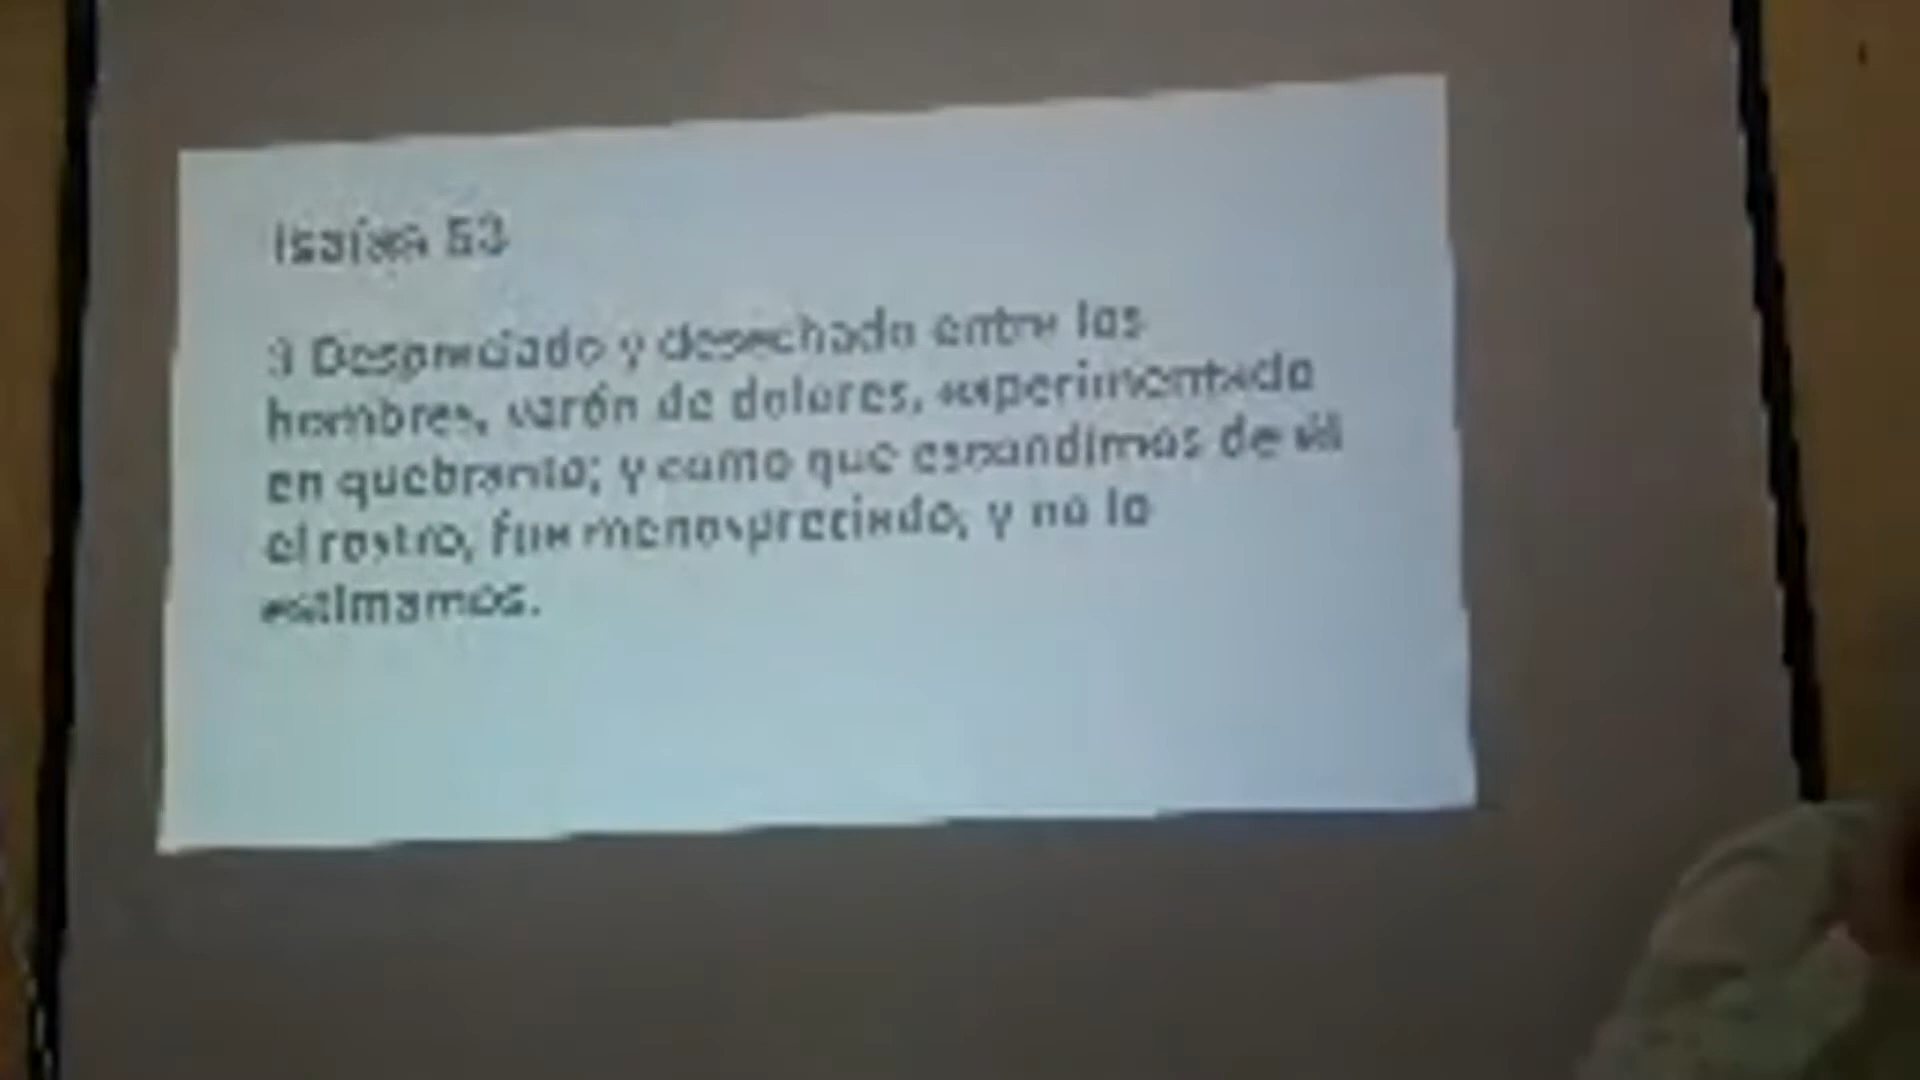 Isaías 53
3 Despreciado y desechado entre los
hombres, varón de dolores, experimentado
en quebranto; y como que escondimos de él
el rostro, fue menospreciado, y no lo
estimamos.